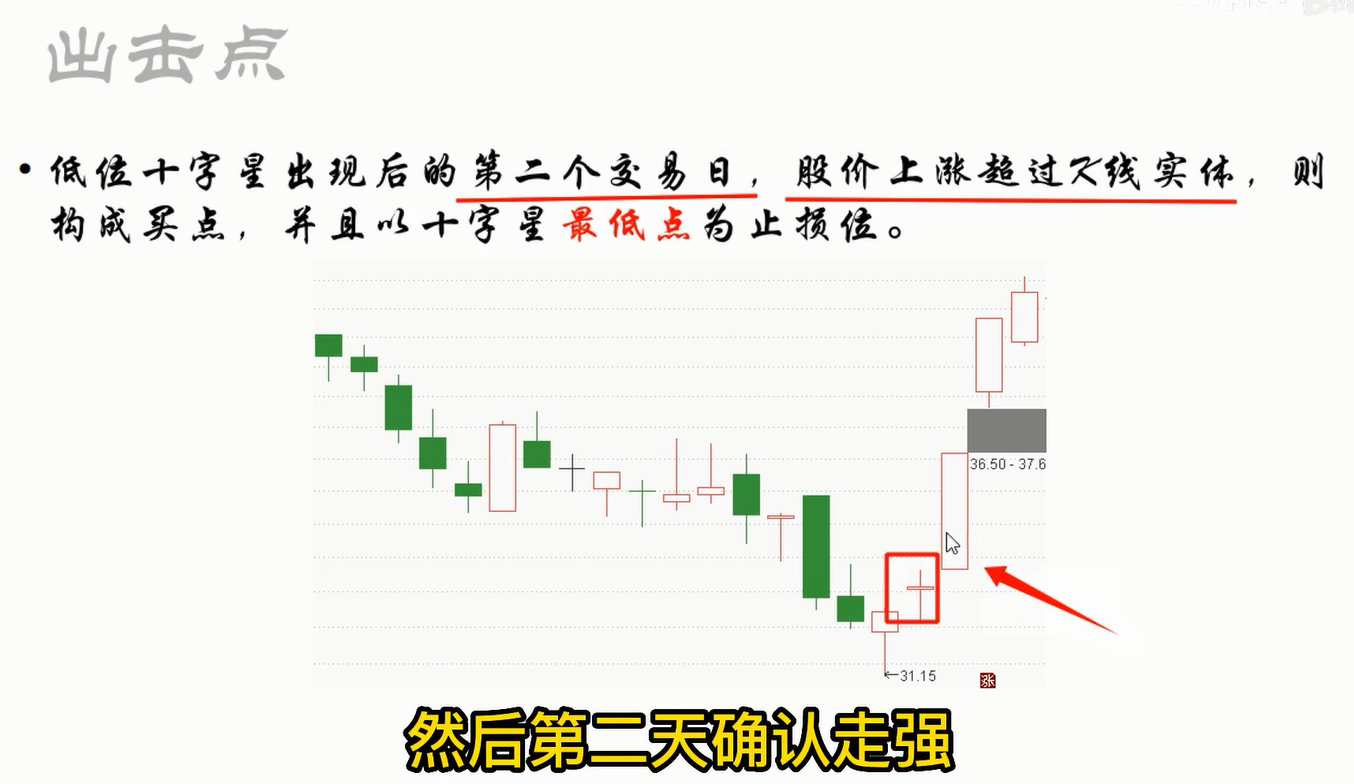 出击点
• 低位十字星出现后的第二个交易日，股价上涨超过K线实体，则
构成买点，并且以十字星最低点为止损位。
36.50 - 37.6
←31.15
涨
然后第二天确认走强